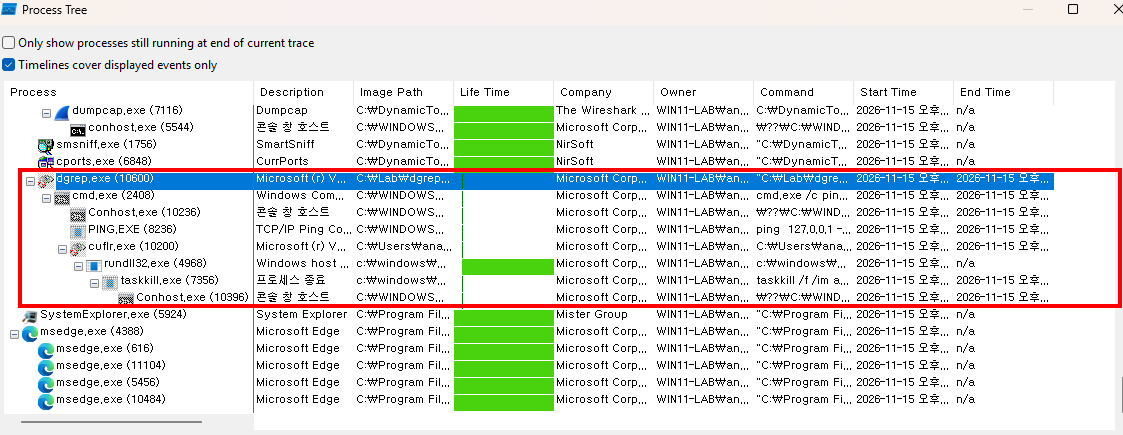 Process Tree
Only show processes still running at end of current trace
Timelines cover displayed events only
Process Description Image Path Life Time Company Owner Command Start Time End Time
dumpcap,exe (7116) Dumpcap C:₩DynamicTo... The Wireshark ... WIN11-LAB₩an... C:₩DynamicTo... 2026-11-15 오후... n/a
conhost,exe (5544) 콘솔 창 호스트 C:₩WINDOWS... Microsoft Corp... WIN11-LAB₩an... ₩??₩C:₩WIND... 2026-11-15 오후... n/a
smsniff,exe (1756) SmartSniff C:₩DynamicTo... NirSoft WIN11-LAB₩an... "C:₩DynamicT... 2026-11-15 오후... n/a
cports,exe (6848) CurrPorts C:₩DynamicTo... NirSoft WIN11-LAB₩an... "C:₩DynamicT... 2026-11-15 오후... n/a
dgrep,exe (10600) Microsoft (r) V... C:₩Lab₩dgrep... Microsoft Corp... WIN11-LAB₩an... "C:₩Lab₩dgre... 2026-11-15 오후... 2026-11-15 오후...
cmd,exe (2408) Windows Com... C:₩WINDOWS... Microsoft Corp... WIN11-LAB₩an... cmd,exe /c pin... 2026-11-15 오후... 2026-11-15 오후...
Conhost,exe (10236) 콘솔 창 호스트 C:₩WINDOWS... Microsoft Corp... WIN11-LAB₩an... ₩??₩C:₩WIND... 2026-11-15 오후... 2026-11-15 오후...
PING,EXE (8236) TCP/IP Ping Co... C:₩WINDOWS... Microsoft Corp... WIN11-LAB₩an... ping 127,0,0,1 -... 2026-11-15 오후... 2026-11-15 오후...
cuflr,exe (10200) Microsoft (r) V... C:₩Users₩ana... Microsoft Corp... WIN11-LAB₩an... C:₩Users₩ana... 2026-11-15 오후... 2026-11-15 오후...
rundll32,exe (4968) Windows host ... c:₩windows₩... Microsoft Corp... WIN11-LAB₩an... c:₩windows₩... 2026-11-15 오후... n/a
taskkill,exe (7356) 프로세스 종료 C:₩windows₩... Microsoft Corp... WIN11-LAB₩an... taskkill /f /im a... 2026-11-15 오후... 2026-11-15 오후...
Conhost,exe (10396) 콘솔 창 호스트 C:₩WINDOWS... Microsoft Corp... WIN11-LAB₩an... ₩??₩C:₩WIND... 2026-11-15 오후... 2026-11-15 오후...
SystemExplorer,exe (5924) System Explorer C:₩Program Fil... Mister Group WIN11-LAB₩an... "C:₩Program F... 2026-11-15 오후... n/a
msedge,exe (4388) Microsoft Edge C:₩Program Fil... Microsoft Corp... WIN11-LAB₩an... "C:₩Program F... 2026-11-15 오후... n/a
msedge,exe (616) Microsoft Edge C:₩Program Fil... Microsoft Corp... WIN11-LAB₩an... "C:₩Program F... 2026-11-15 오후... n/a
msedge,exe (11104) Microsoft Edge C:₩Program Fil... Microsoft Corp... WIN11-LAB₩an... "C:₩Program F... 2026-11-15 오후... n/a
msedge,exe (5456) Microsoft Edge C:₩Program Fil... Microsoft Corp... WIN11-LAB₩an... "C:₩Program F... 2026-11-15 오후... n/a
msedge,exe (10484) Microsoft Edge C:₩Program Fil... Microsoft Corp... WIN11-LAB₩an... "C:₩Program F... 2026-11-15 오후... n/a